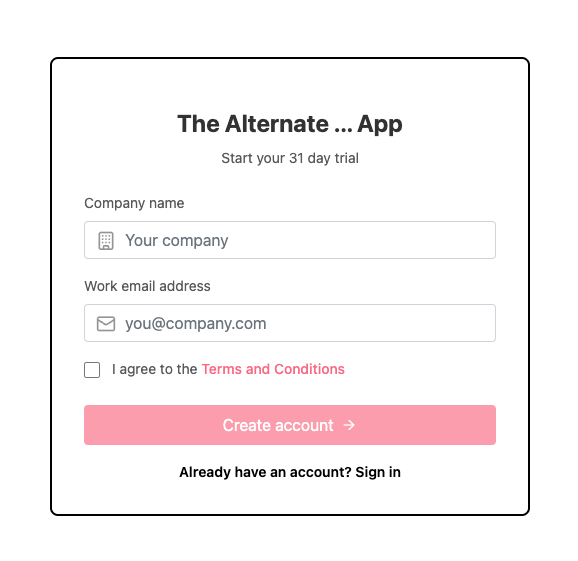 The Alternate ... App
Start your 31 day trial
Company name
Your company
Work email address
you@company.com
I agree to the Terms and Conditions
Create account →
Already have an account? Sign in